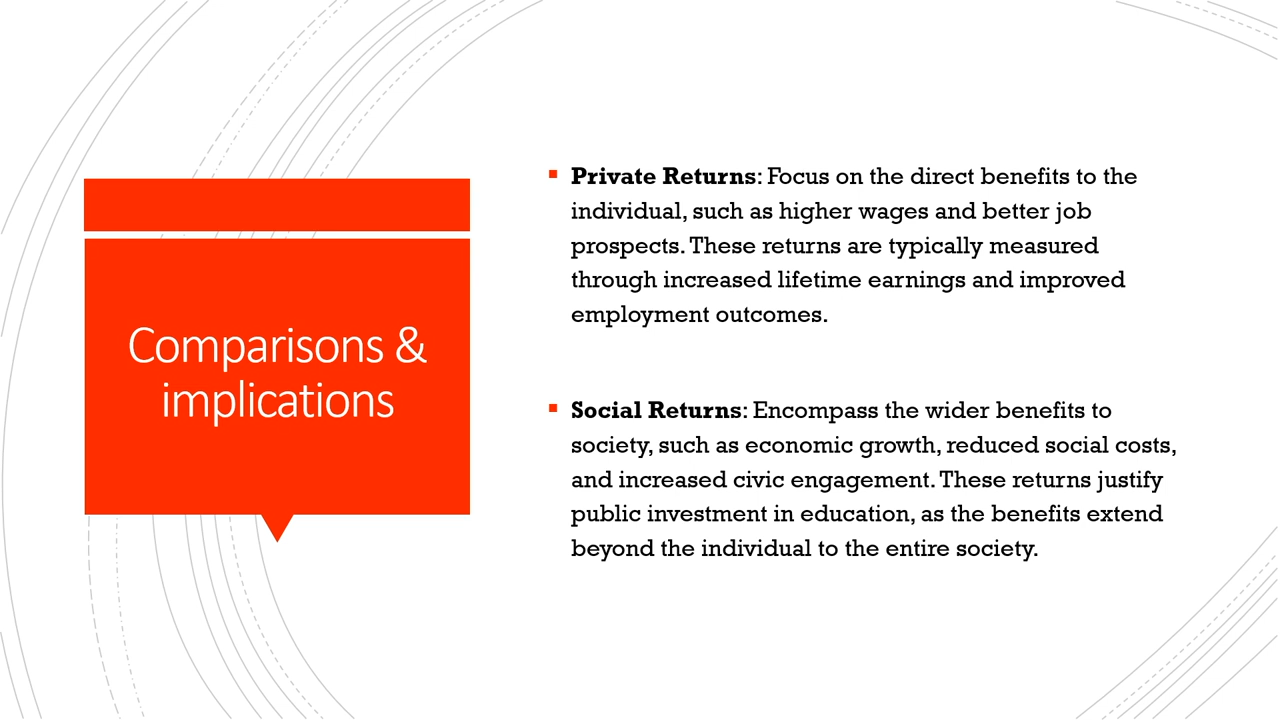 Comparisons &
implications
Private Returns: Focus on the direct benefits to the
individual, such as higher wages and better job
prospects. These returns are typically measured
through increased lifetime earnings and improved
employment outcomes.
Social Returns: Encompass the wider benefits to
society, such as economic growth, reduced social costs,
and increased civic engagement. These returns justify
public investment in education, as the benefits extend
beyond the individual to the entire society.